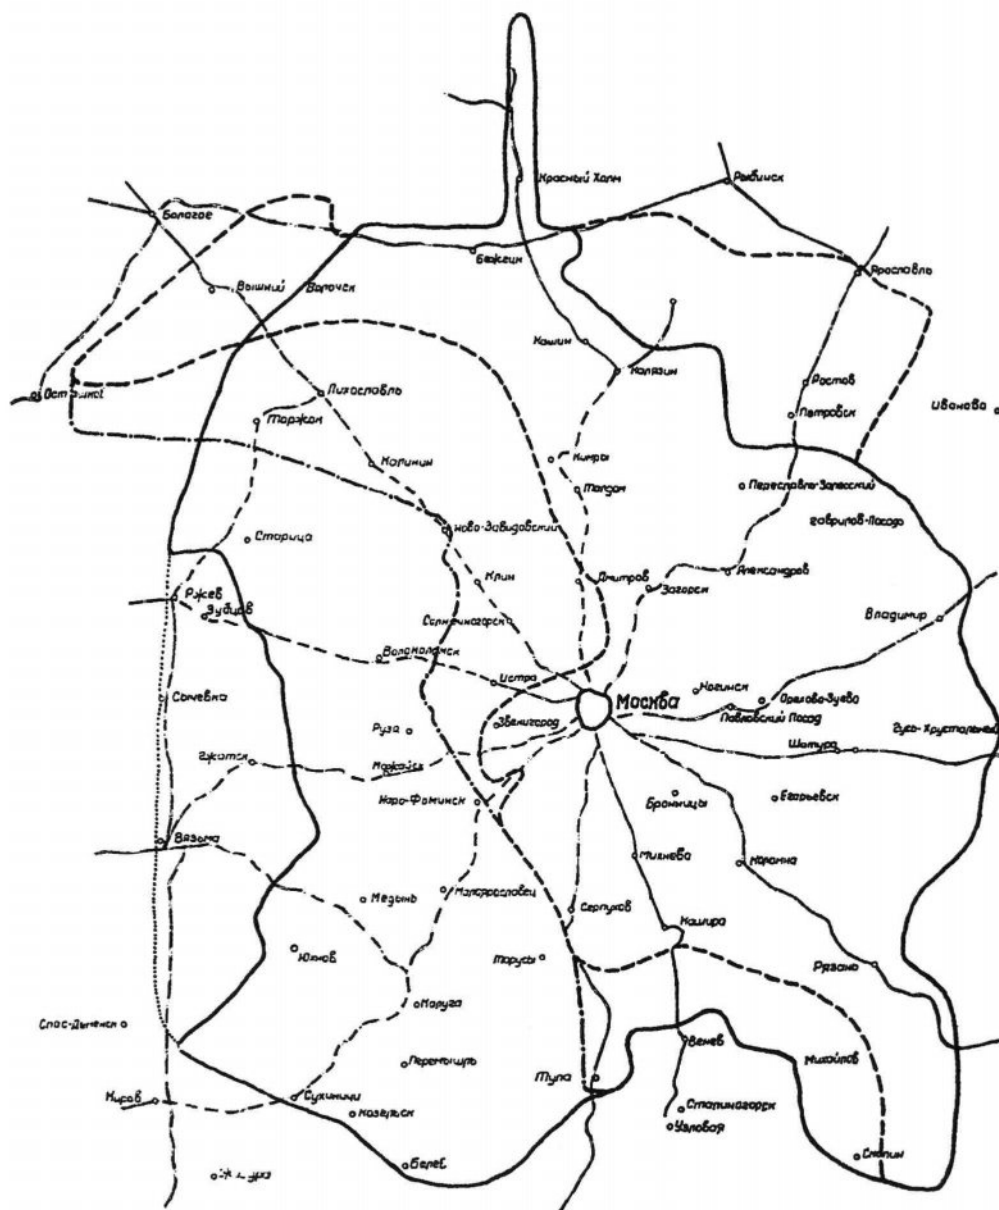 Красный Холм
Рыбинск
Бологое
Бежецк
Ярославль
Вышний
Волочек
Кашин
Калязин
Ростов
Лихославль
Иваново
Петровск
Торжок
Калинин
Кимры
Талдом
Переславло-Залесский
Гаврилов-Посад
Ново-Завидовский
Старица
Клин
Дмитров
Загорск
Александров
Ржев
Зубцов
Солнечногорск
Владимир
Волоколамск
Истра
Ногинск
Орехово-Зуево
Москва
Сычевка
Павловский Посад
Руза
Звенигород
Гусь-Хрустальный
Шатура
Гжатск
Можайск
Наро-Фоминск
Бронницы
Егорьевск
Вязьма
Михнево
Коломна
Медынь
Малоярославец
Серпухов
Кашира
Юхнов
Тарусы
Рязань
Калуга
Спас-Деменск
Венев
Михайлов
Перемышль
Тула
Киров
Сухиничи
Козельск
Сталиногорск
Узловая
Скопин
Белев